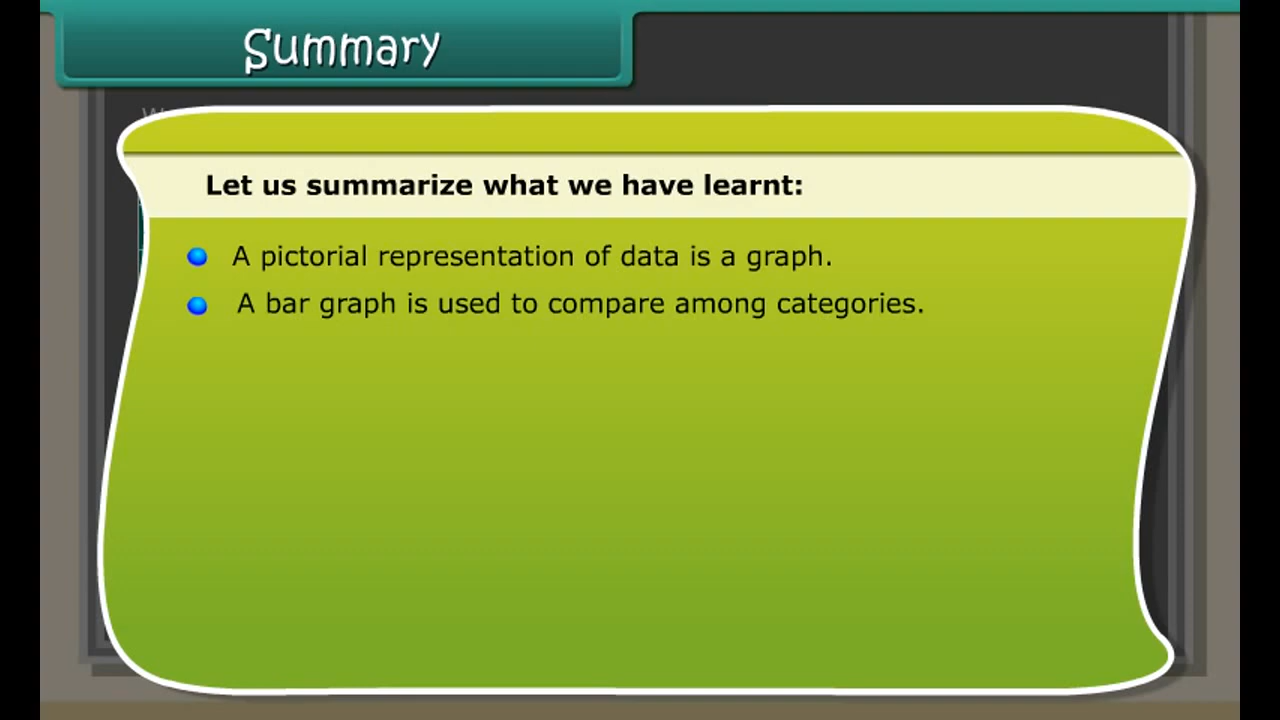 Summary
Let us summarize what we have learnt:
A pictorial representation of data is a graph.
A bar graph is used to compare among categories.